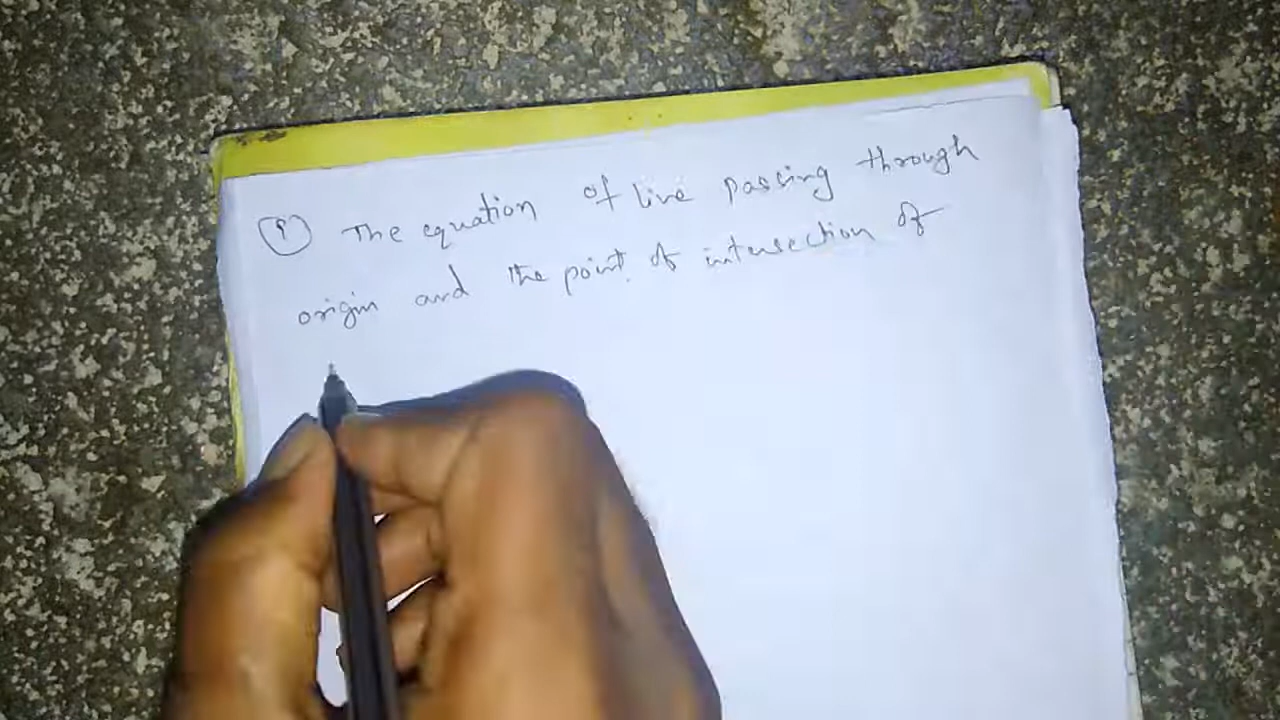 9 The equation of line passing through
origin and the point of intersection of